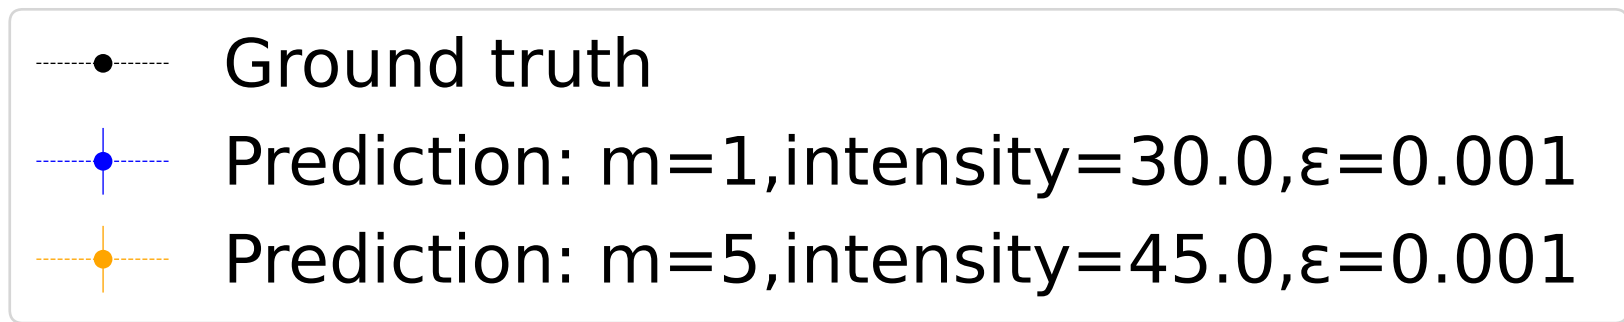 Ground truth
Prediction: m=1,intensity=30.0,ε=0.001
Prediction: m=5,intensity=45.0,ε=0.001